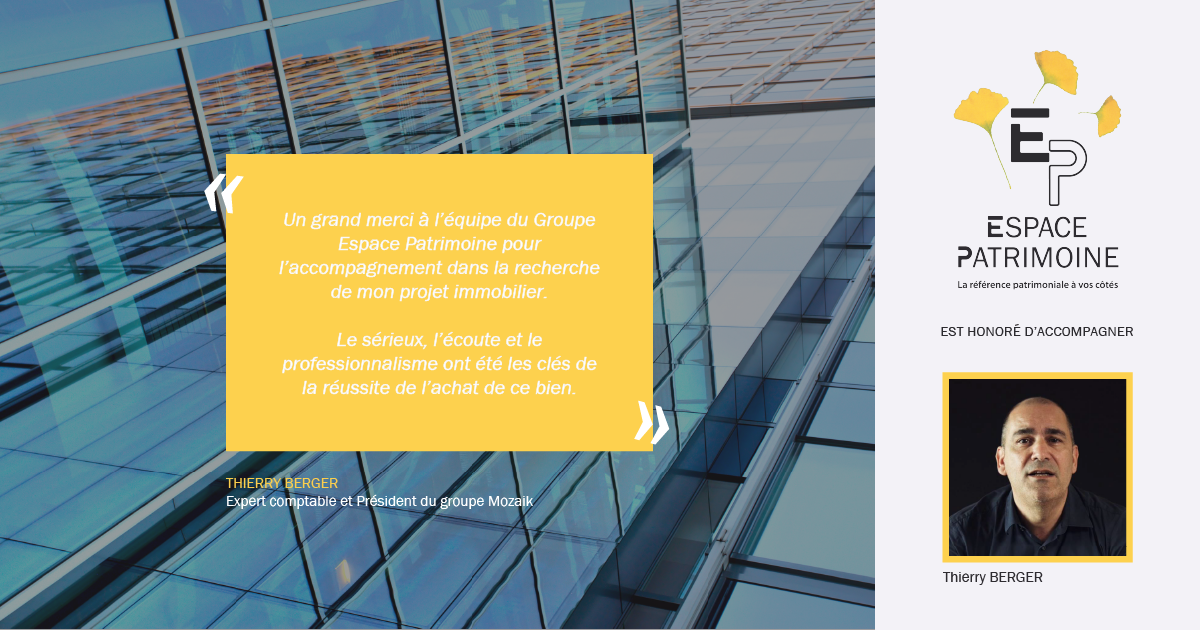 «
Un grand merci à l'équipe du Groupe
Espace Patrimoine pour
l'accompagnement dans la recherche
de mon projet immobilier.
Le sérieux, l'écoute et le
professionnalisme ont été les clés de
la réussite de l'achat de ce bien.
»
THIERRY BERGER
Expert comptable et Président du groupe Mozaik
EP
ESPACE
PATRIMOINE
La référence patrimoniale à vos côtés
EST HONORÉ D'ACCOMPAGNER
Thierry BERGER